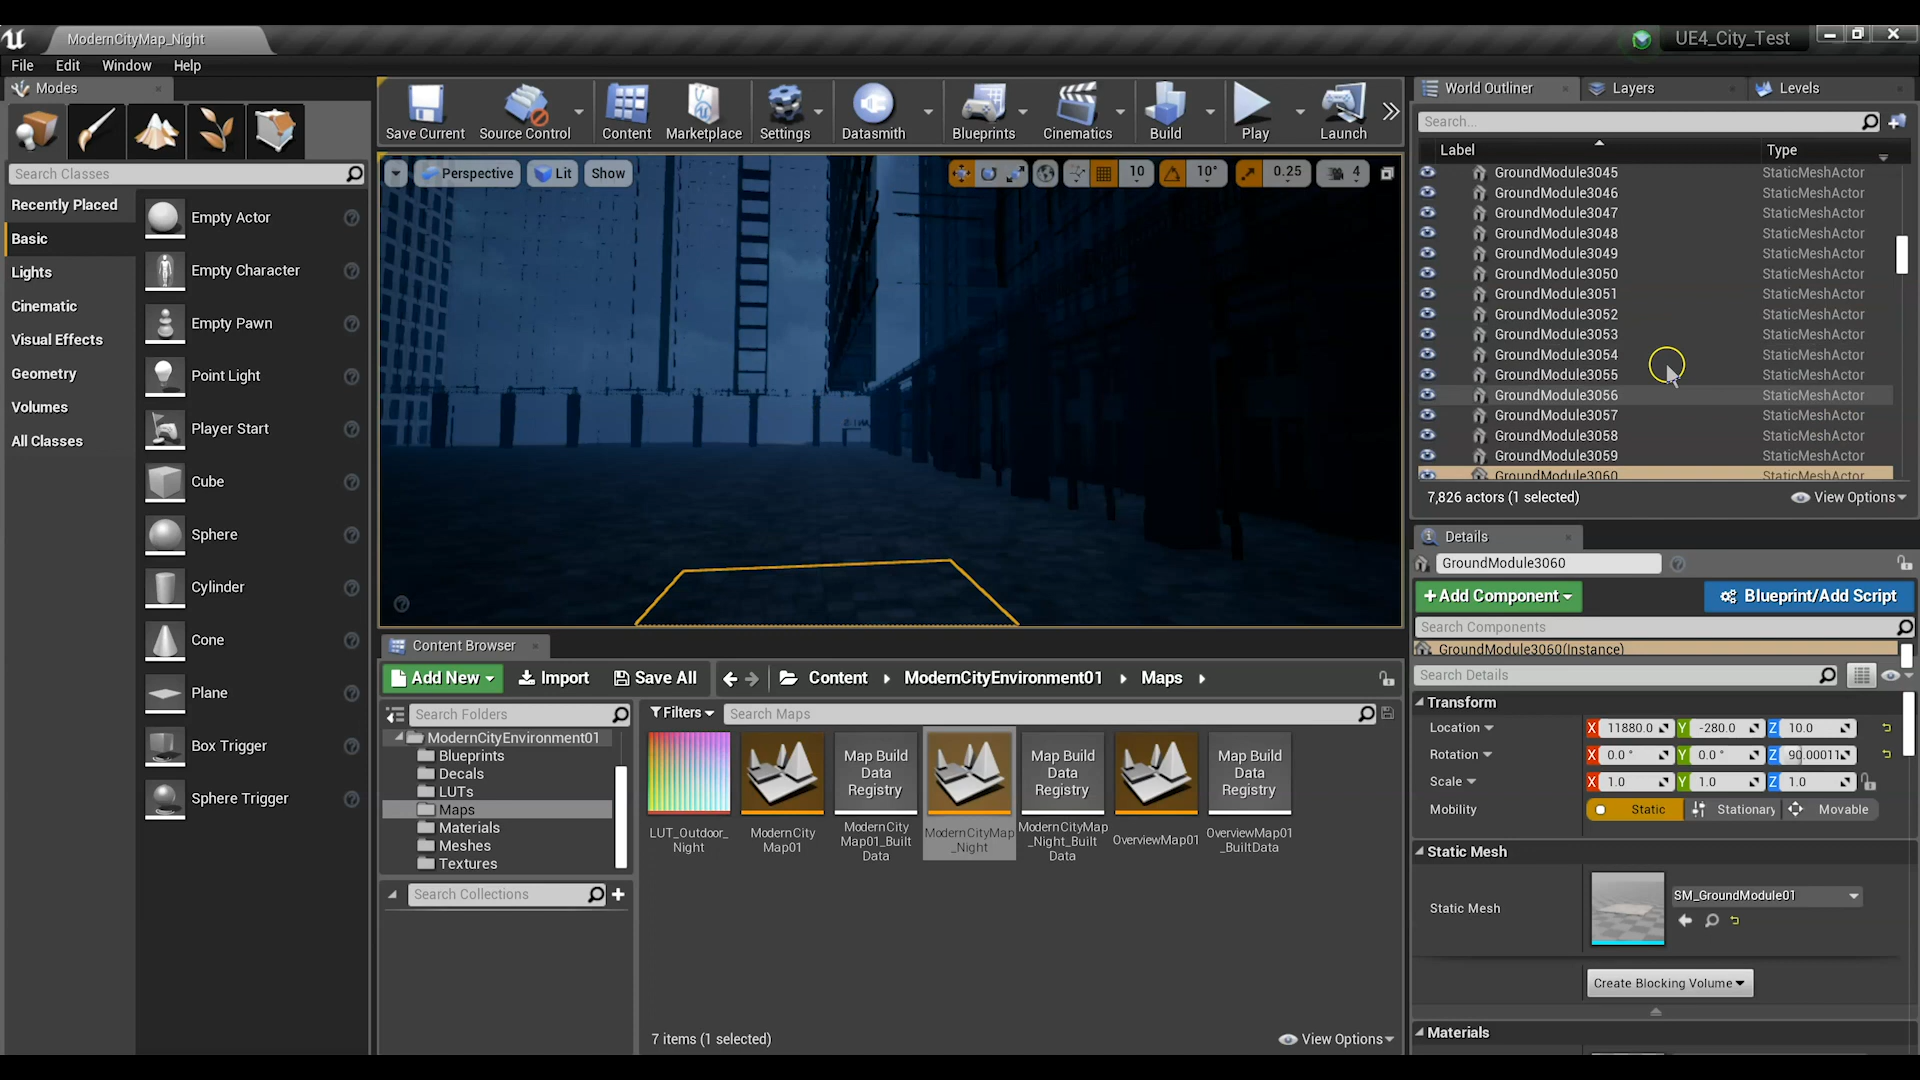 ModernCityMap_Night
UE4_City_Test
File Edit Window Help
Modes
Save Current
Source Control
Content
Marketplace
Settings
Datasmith
Blueprints
Cinematics
Build
Play
Launch
Search Classes
Recently Placed
Basic
Lights
Cinematic
Visual Effects
Geometry
Volumes
All Classes
Empty Actor
Empty Character
Empty Pawn
Point Light
Player Start
Cube
Sphere
Cylinder
Cone
Plane
Box Trigger
Sphere Trigger
Perspective Lit Show
10 10° 0.25 4
Content Browser
Add New Import Save All Content ModernCityEnvironment01 Maps
Search Folders
ModernCityEnvironment01
Blueprints
Decals
LUTs
Maps
Materials
Meshes
Textures
Search Collections
Filters Search Maps
Map Build
Data
Registry
Map Build
Data
Registry
Map Build
Data
Registry
LUT_Outdoor_
Night
ModernCity
Map01
ModernCity
Map01_Built
Data
ModernCityMap
_Night
ModernCityMap
_Night_Built
Data
OverviewMap01
OverviewMap01
_BuiltData
7 items (1 selected)
View Options
World Outliner Layers Levels
Search...
Label Type
GroundModule3045 StaticMeshActor
GroundModule3046 StaticMeshActor
GroundModule3047 StaticMeshActor
GroundModule3048 StaticMeshActor
GroundModule3049 StaticMeshActor
GroundModule3050 StaticMeshActor
GroundModule3051 StaticMeshActor
GroundModule3052 StaticMeshActor
GroundModule3053 StaticMeshActor
GroundModule3054 StaticMeshActor
GroundModule3055 StaticMeshActor
GroundModule3056 StaticMeshActor
GroundModule3057 StaticMeshActor
GroundModule3058 StaticMeshActor
GroundModule3059 StaticMeshActor
GroundModule3060 StaticMeshActor
7,826 actors (1 selected) View Options
Details
GroundModule3060
+Add Component Blueprint/Add Script
Search Components
GroundModule3060(Instance)
Search Details
Transform
Location X 11880.0 Y -280.0 Z 10.0
Rotation X 0.0 ° Y 0.0 ° Z 90.00011
Scale X 1.0 Y 1.0 Z 1.0
Mobility Static Stationary Movable
Static Mesh
Static Mesh SM_GroundModule01
Create Blocking Volume
Materials